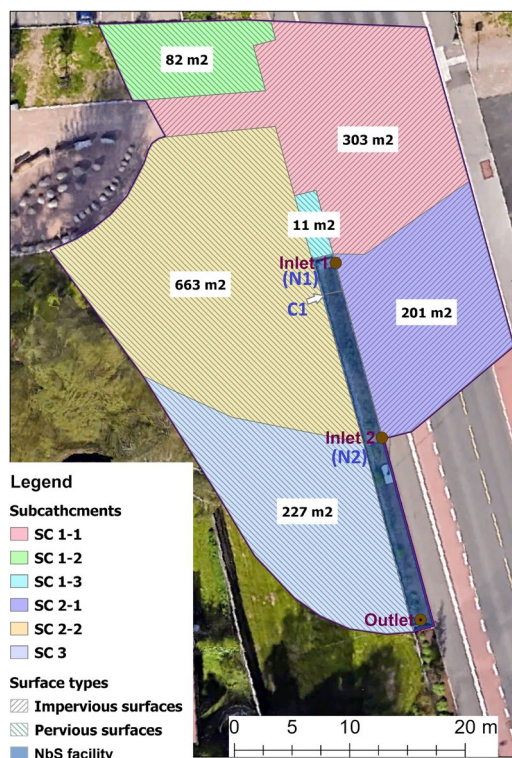 82 m2
303 m2
11 m2
Inlet 1
(N1)
663 m2
C1
201 m2
Inlet 2
(N2)
227 m2
Outlet
Legend
Subcathcments
SC 1-1
SC 1-2
SC 1-3
SC 2-1
SC 2-2
SC 3
Surface types
Impervious surfaces
Pervious surfaces
NbS facility
0 5 10 20 m